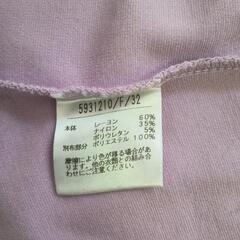 5931210/F/32
本体 レーヨン 60%
ナイロン 35%
ポリウレタン 5%
別布部分 ポリエステル 100%
摩擦により色が移る場合があ
ります。他の衣類との組み合
わせにご注意ください。